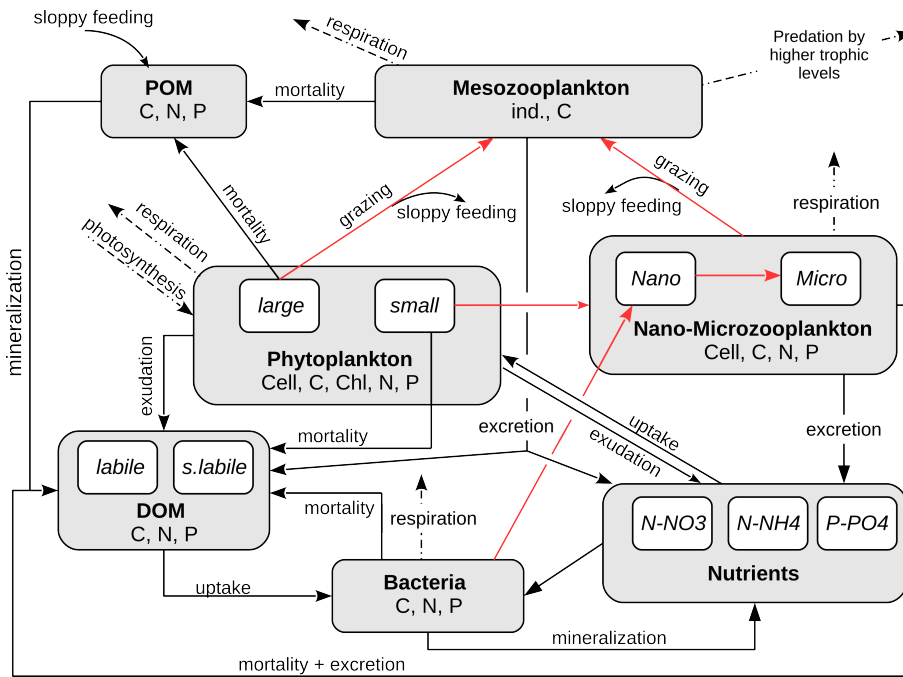 sloppy feeding
respiration
Predation by
higher trophic
levels
POM
C, N, P
mortality
Mesozooplankton
ind., C
mortality
grazing
sloppy feeding
grazing
sloppy feeding
respiration
respiration
photosynthesis
mineralization
large
small
Phytoplankton
Cell, C, Chl, N, P
Nano
Micro
Nano-Microzooplankton
Cell, C, N, P
exudation
mortality
excretion
uptake
exudation
excretion
labile
s.labile
DOM
C, N, P
mortality
respiration
N-NO3
N-NH4
P-PO4
Nutrients
uptake
Bacteria
C, N, P
mineralization
mortality + excretion